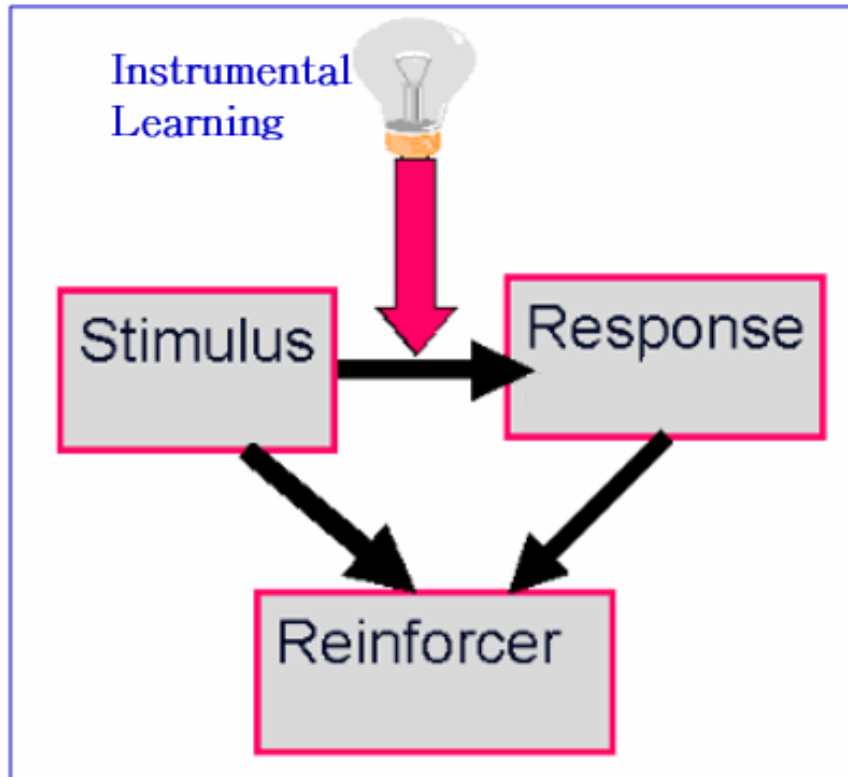 Instrumental
Learning
Stimulus
Response
Reinforcer